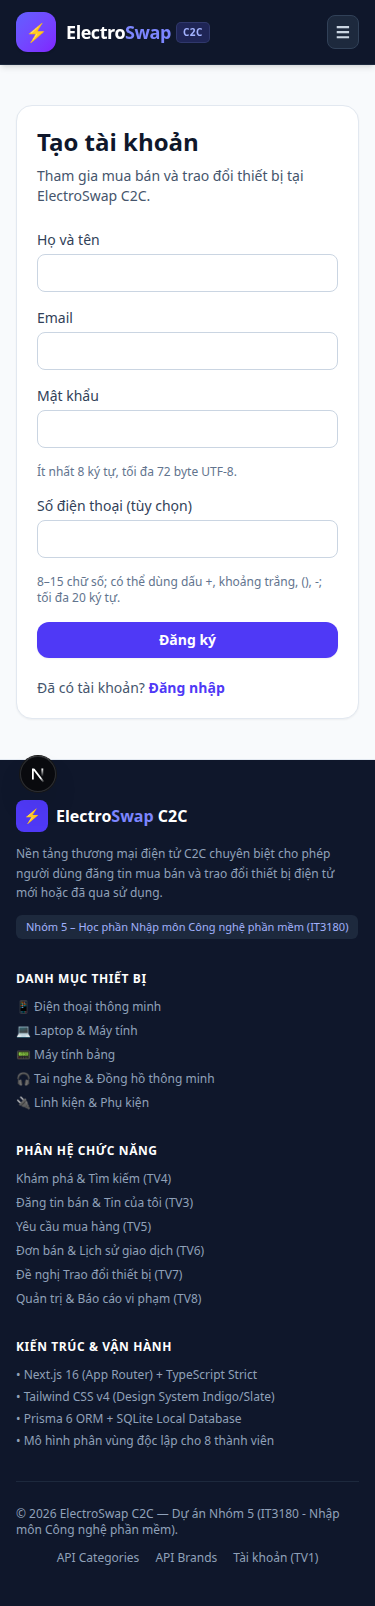 ElectroSwap C2C
Tạo tài khoản
Tham gia mua bán và trao đổi thiết bị tại
ElectroSwap C2C.
Họ và tên
Email
Mật khẩu
Ít nhất 8 ký tự, tối đa 72 byte UTF-8.
Số điện thoại (tùy chọn)
8–15 chữ số; có thể dùng dấu +, khoảng trắng, (), -;
tối đa 20 ký tự.
Đăng ký
Đã có tài khoản? Đăng nhập
N
ElectroSwap C2C
Nền tảng thương mại điện tử C2C chuyên biệt cho phép
người dùng đăng tin mua bán và trao đổi thiết bị điện tử
mới hoặc đã qua sử dụng.
Nhóm 5 – Học phần Nhập môn Công nghệ phần mềm (IT3180)
DANH MỤC THIẾT BỊ
📱 Điện thoại thông minh
💻 Laptop & Máy tính
📟 Máy tính bảng
🎧 Tai nghe & Đồng hồ thông minh
🔌 Linh kiện & Phụ kiện
PHÂN HỆ CHỨC NĂNG
Khám phá & Tìm kiếm (TV4)
Đăng tin bán & Tin của tôi (TV3)
Yêu cầu mua hàng (TV5)
Đơn bán & Lịch sử giao dịch (TV6)
Đề nghị Trao đổi thiết bị (TV7)
Quản trị & Báo cáo vi phạm (TV8)
KIẾN TRÚC & VẬN HÀNH
• Next.js 16 (App Router) + TypeScript Strict
• Tailwind CSS v4 (Design System Indigo/Slate)
• Prisma 6 ORM + SQLite Local Database
• Mô hình phân vùng độc lập cho 8 thành viên
© 2026 ElectroSwap C2C — Dự án Nhóm 5 (IT3180 - Nhập
môn Công nghệ phần mềm).
API Categories API Brands Tài khoản (TV1)